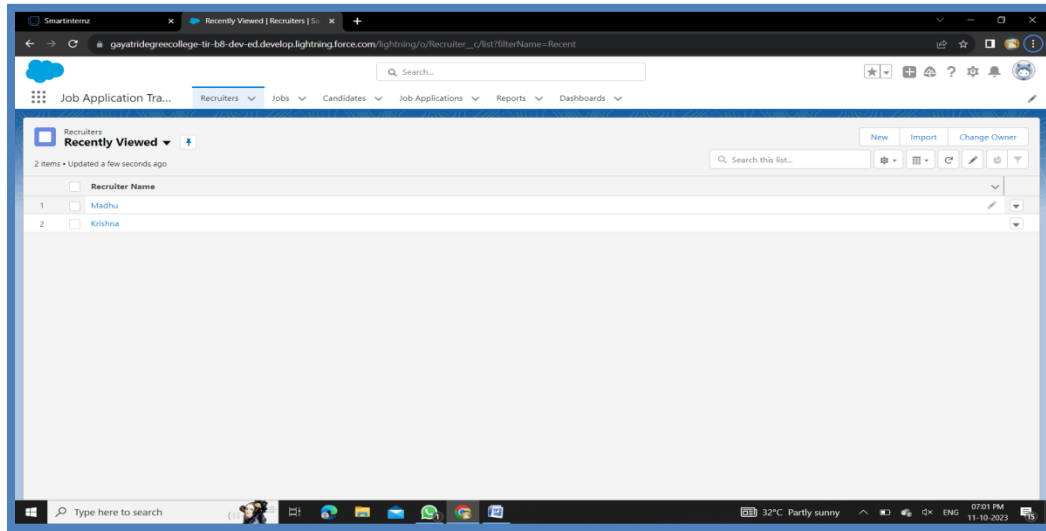 Smartinternz
Recently Viewed | Recruiters | Sa
gayatridegreecollege-tir-b8-dev-ed.develop.lightning.force.com/lightning/o/Recruiter__c/list?filterName=Recent
Search...
Job Application Tra...
Recruiters
Jobs
Candidates
Job Applications
Reports
Dashboards
Recruiters
Recently Viewed
New
Import
Change Owner
2 items • Updated a few seconds ago
Search this list...
Recruiter Name
1
Madhu
2
Krishna
Type here to search
32°C Partly sunny
ENG
07:01 PM
11-10-2023
15